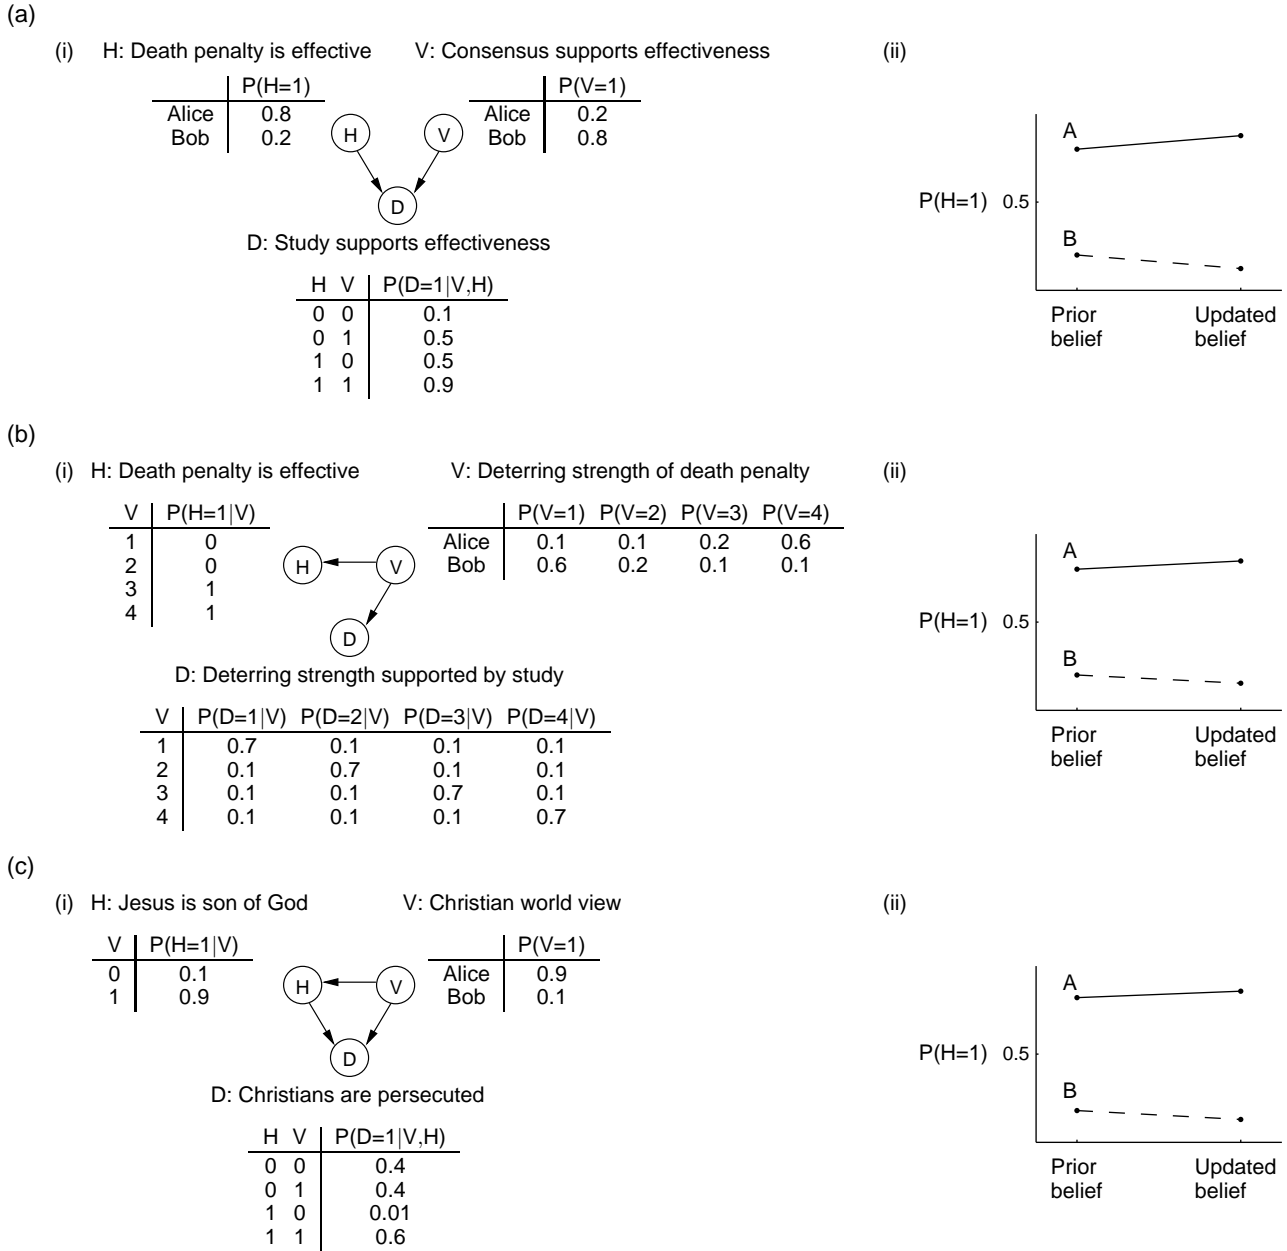 (a)
(i) H: Death penalty is effective V: Consensus supports effectiveness (ii)
P(H=1) P(V=1)
Alice 0.8 Alice 0.2
Bob 0.2 Bob 0.8
H V
D
D: Study supports effectiveness
H V P(D=1|V,H)
0 0 0.1
0 1 0.5
1 0 0.5
1 1 0.9
A
P(H=1) 0.5
B
Prior Updated
belief belief
(b)
(i) H: Death penalty is effective V: Deterring strength of death penalty (ii)
V P(H=1|V)
1 0
2 0
3 1
4 1
P(V=1) P(V=2) P(V=3) P(V=4)
Alice 0.1 0.1 0.2 0.6
Bob 0.6 0.2 0.1 0.1
H V
D
D: Deterring strength supported by study
V P(D=1|V) P(D=2|V) P(D=3|V) P(D=4|V)
1 0.7 0.1 0.1 0.1
2 0.1 0.7 0.1 0.1
3 0.1 0.1 0.7 0.1
4 0.1 0.1 0.1 0.7
A
P(H=1) 0.5
B
Prior Updated
belief belief
(c)
(i) H: Jesus is son of God V: Christian world view (ii)
V P(H=1|V)
0 0.1
1 0.9
P(V=1)
Alice 0.9
Bob 0.1
H V
D
D: Christians are persecuted
H V P(D=1|V,H)
0 0 0.4
0 1 0.4
1 0 0.01
1 1 0.6
A
P(H=1) 0.5
B
Prior Updated
belief belief